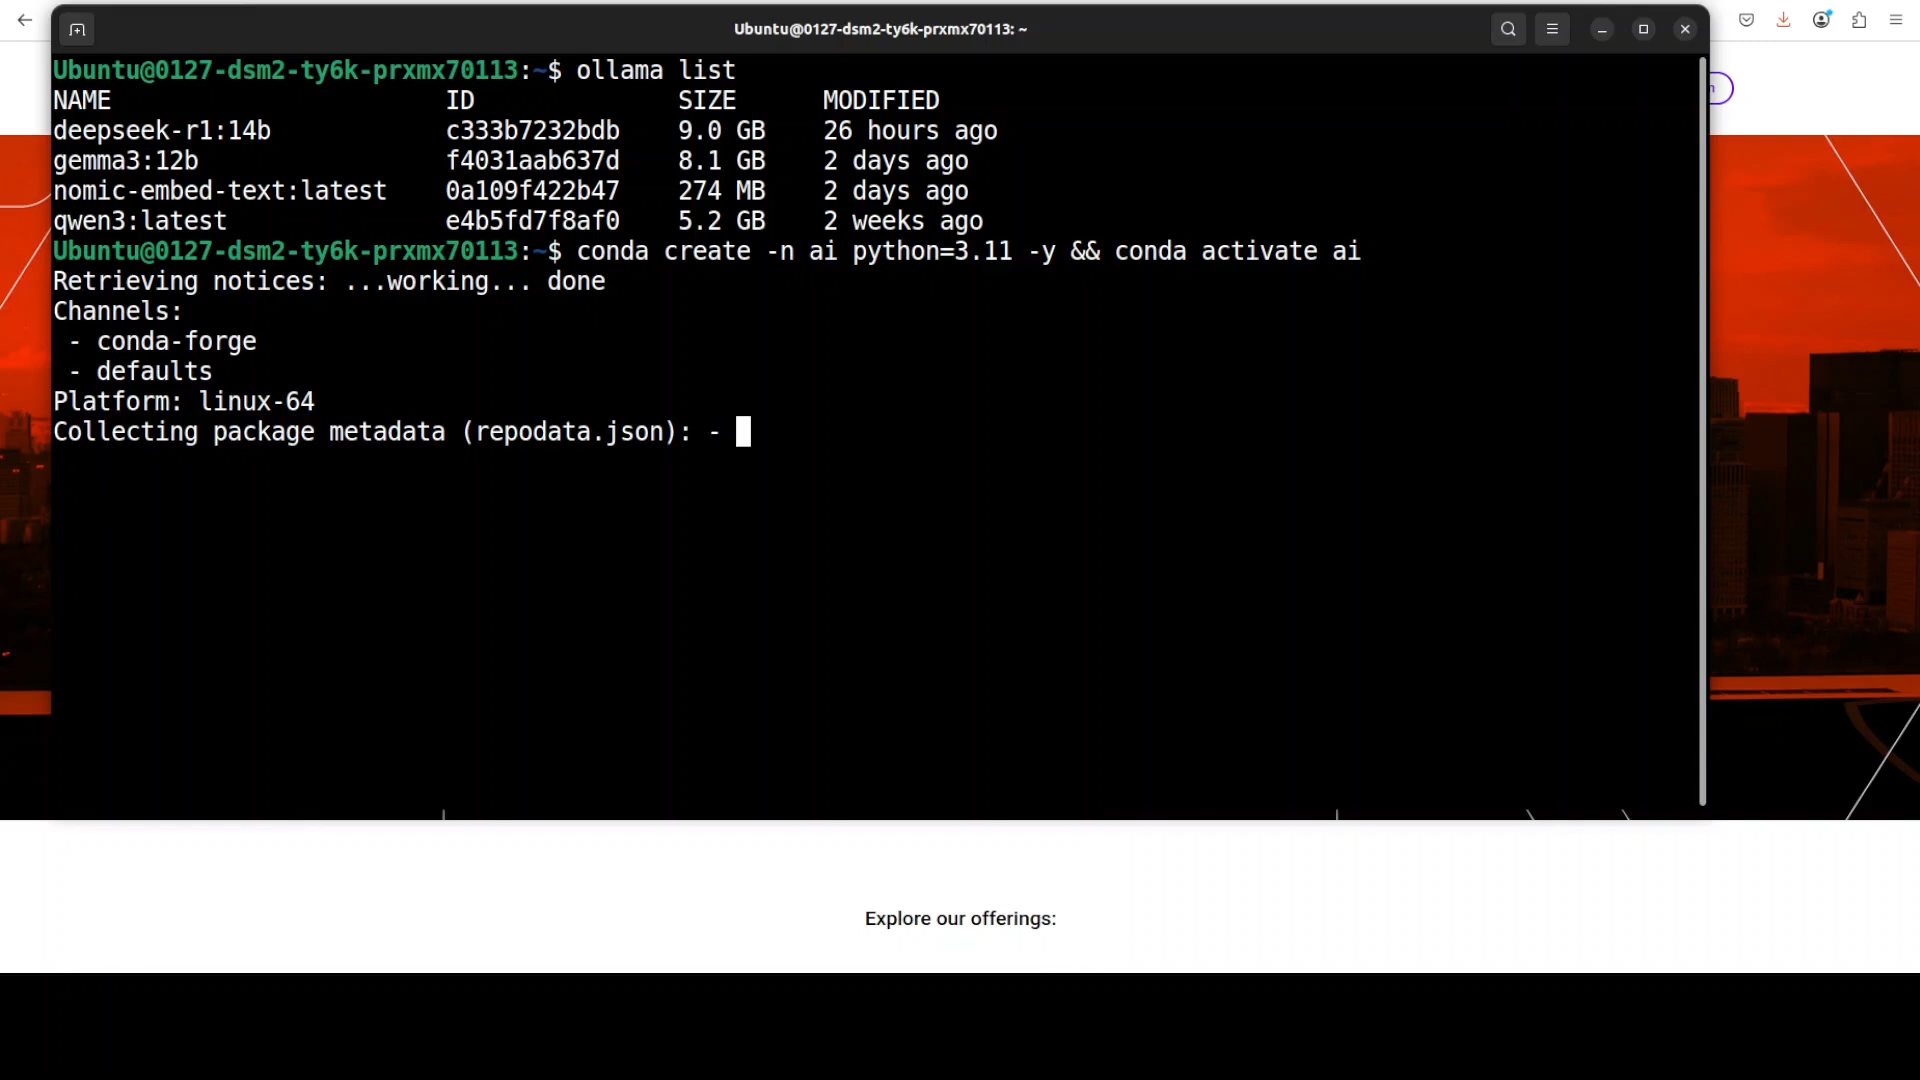 Ubuntu@0127-dsm2-ty6k-prxmx70113: ~
Ubuntu@0127-dsm2-ty6k-prxmx70113:~$ ollama list
NAME ID SIZE MODIFIED
deepseek-r1:14b c333b7232bdb 9.0 GB 26 hours ago
gemma3:12b f4031aab637d 8.1 GB 2 days ago
nomic-embed-text:latest 0a109f422b47 274 MB 2 days ago
qwen3:latest e4b5fd7f8af0 5.2 GB 2 weeks ago
Ubuntu@0127-dsm2-ty6k-prxmx70113:~$ conda create -n ai python=3.11 -y && conda activate ai
Retrieving notices: ...working... done
Channels:
- conda-forge
- defaults
Platform: linux-64
Collecting package metadata (repodata.json): -
Explore our offerings: